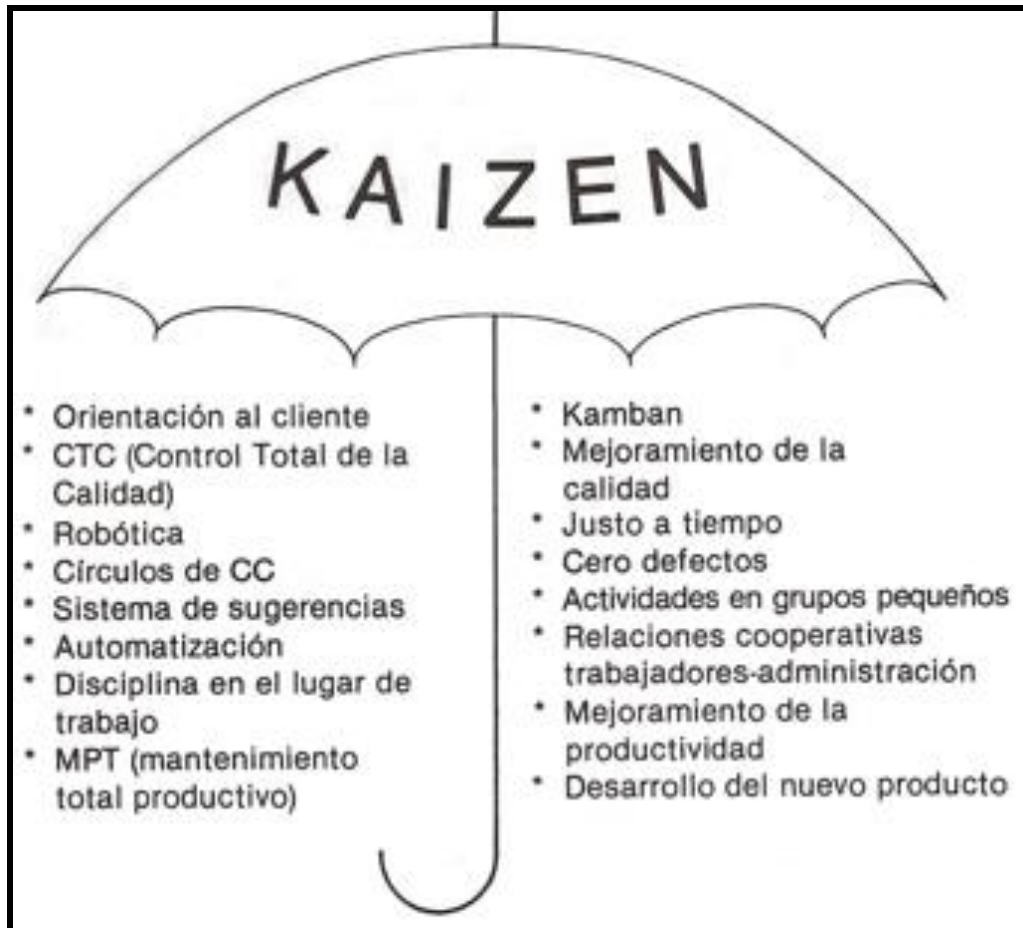 KAIZEN
* Orientación al cliente
* CTC (Control Total de la
Calidad)
* Robótica
* Círculos de CC
* Sistema de sugerencias
* Automatización
* Disciplina en el lugar de
trabajo
* MPT (mantenimiento
total productivo)
* Kamban
* Mejoramiento de la
calidad
* Justo a tiempo
* Cero defectos
* Actividades en grupos pequeños
* Relaciones cooperativas
trabajadores-administración
* Mejoramiento de la
productividad
* Desarrollo del nuevo producto